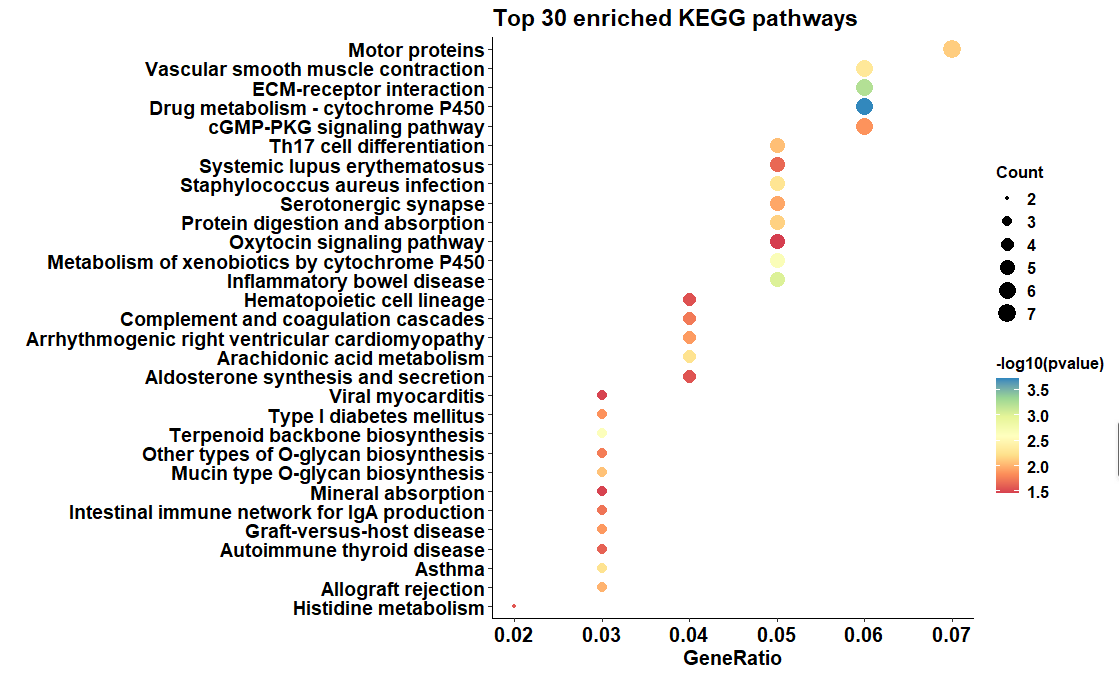 Top 30 enriched KEGG pathways
Motor proteins
Vascular smooth muscle contraction
ECM-receptor interaction
Drug metabolism - cytochrome P450
cGMP-PKG signaling pathway
Th17 cell differentiation
Systemic lupus erythematosus
Staphylococcus aureus infection
Serotonergic synapse
Protein digestion and absorption
Oxytocin signaling pathway
Metabolism of xenobiotics by cytochrome P450
Inflammatory bowel disease
Hematopoietic cell lineage
Complement and coagulation cascades
Arrhythmogenic right ventricular cardiomyopathy
Arachidonic acid metabolism
Aldosterone synthesis and secretion
Viral myocarditis
Type I diabetes mellitus
Terpenoid backbone biosynthesis
Other types of O-glycan biosynthesis
Mucin type O-glycan biosynthesis
Mineral absorption
Intestinal immune network for IgA production
Graft-versus-host disease
Autoimmune thyroid disease
Asthma
Allograft rejection
Histidine metabolism
0.02 0.03 0.04 0.05 0.06 0.07
GeneRatio
Count
2
3
4
5
6
7
-log10(pvalue)
3.5
3.0
2.5
2.0
1.5